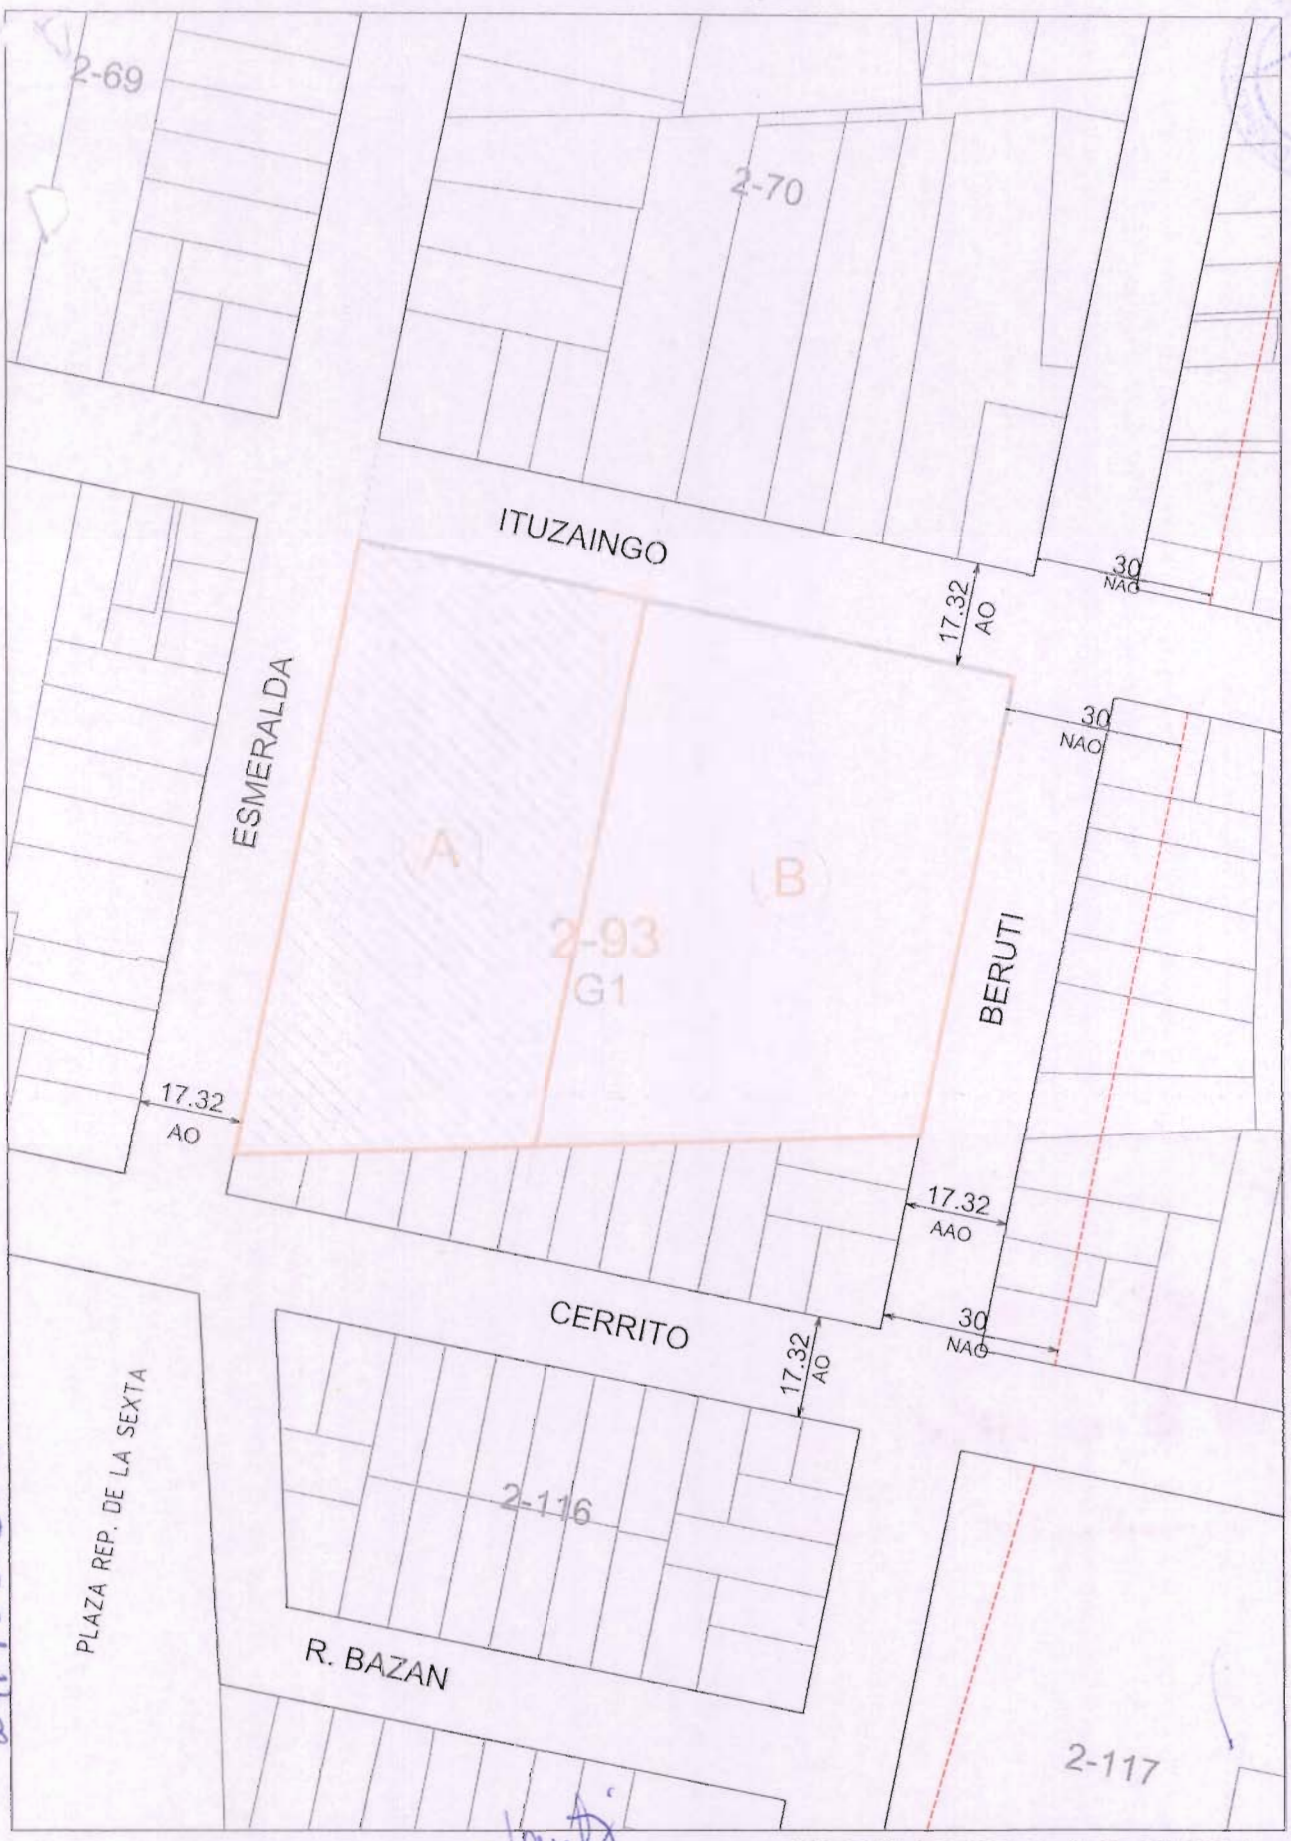 2-69
2-70
ITUZAINGO
17.32
AO
30
NAO
ESMERALDA
30
NAO
A
B
2-93
G1
BERUTI
17.32
AO
17.32
AAO
CERRITO
30
NAO
17.32
AO
PLAZA REP. DE LA SEXTA
2-116
R. BAZAN
2-117